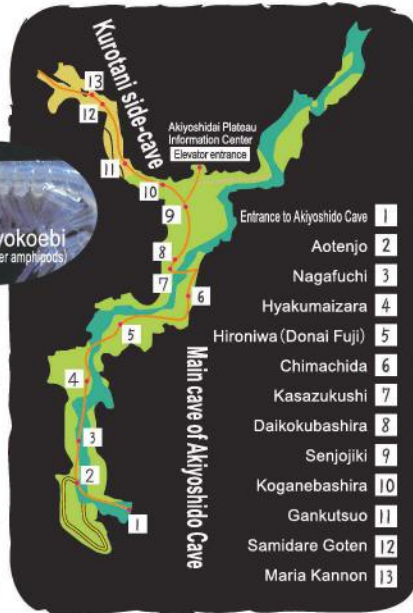 Kurotani side-cave
Akiyoshidai Plateau
Information Center
Elevator entrance
13
12
11
10
9
8
7
6
5
4
3
2
1
Main cave of Akiyoshido Cave
yokoebi
er amphipods)
Entrance to Akiyoshido Cave 1
Aotenjo 2
Nagafuchi 3
Hyakumaizara 4
Hironiwa (Donai Fuji) 5
Chimachida 6
Kasazukushi 7
Daikokubashira 8
Senjojiki 9
Koganebashira 10
Gankutsuo 11
Samidare Goten 12
Maria Kannon 13